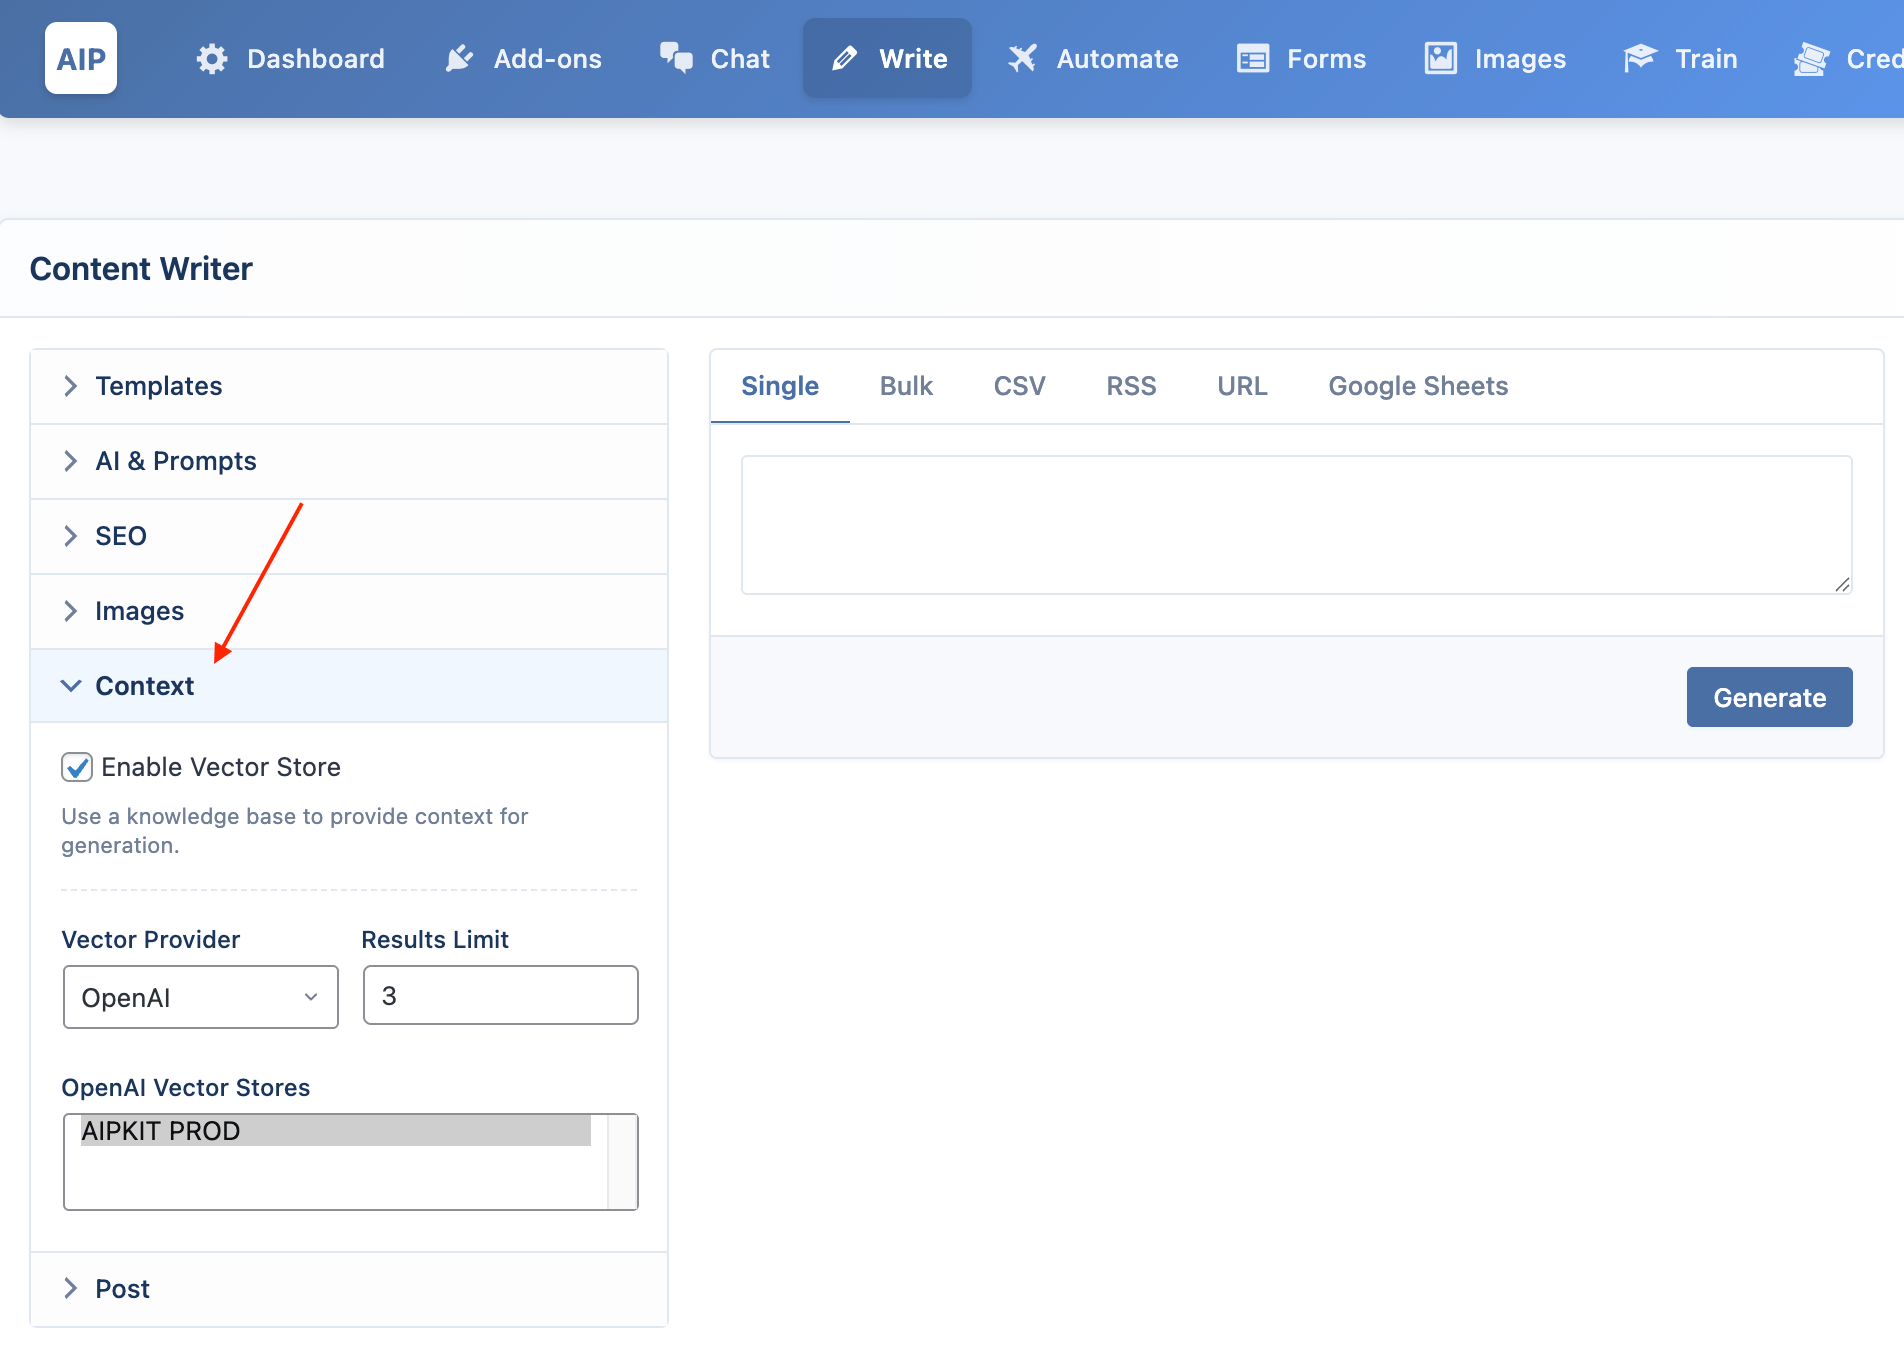 AIP
Dashboard
Add-ons
Chat
Write
Automate
Forms
Images
Train
Cred
Content Writer
Templates
AI & Prompts
SEO
Images
Context
Enable Vector Store
Use a knowledge base to provide context for
generation.
Vector Provider
Results Limit
OpenAI
3
OpenAI Vector Stores
AIPKIT PROD
Post
Single
Bulk
CSV
RSS
URL
Google Sheets
Generate